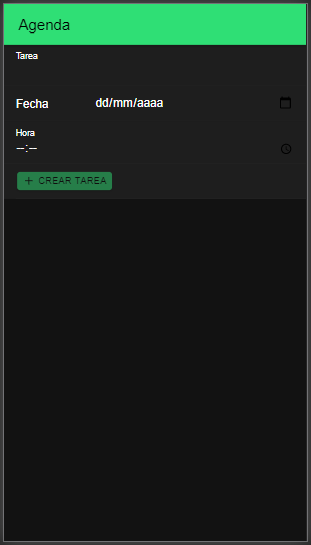 Agenda
Tarea
Fecha dd/mm/aaaa
Hora
--:--
+ CREAR TAREA